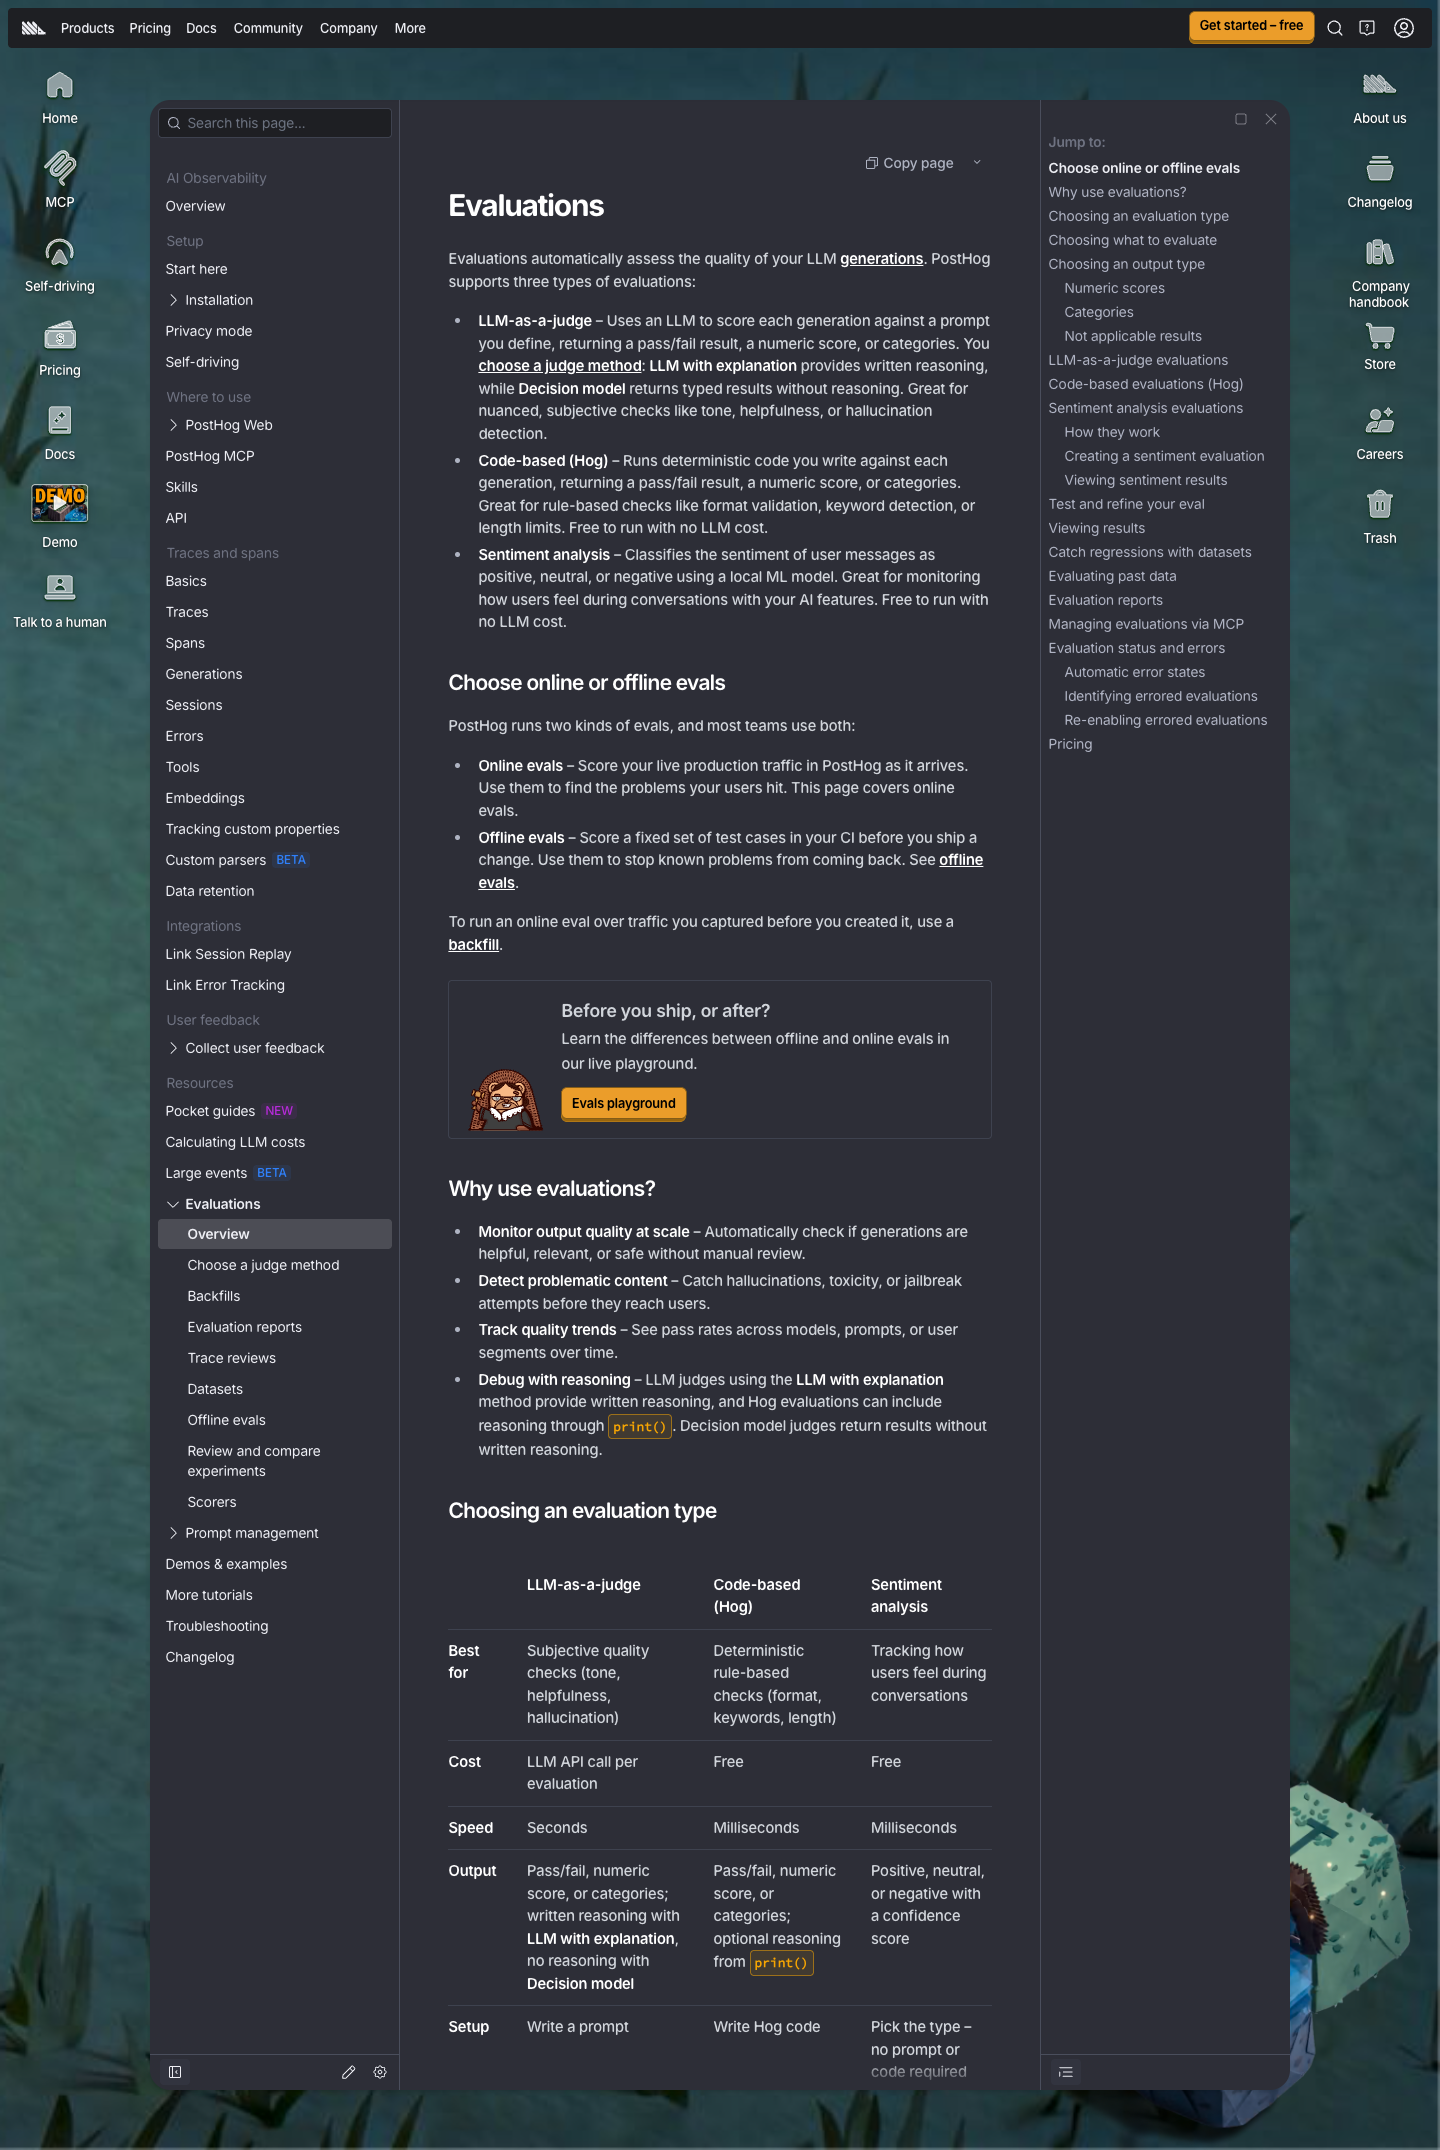 Products
Pricing
Docs
Community
Company
More
Get started – free
Home
MCP
Self-driving
Pricing
Docs
DEMO
Demo
Talk to a human
About us
Changelog
Company
handbook
Store
Careers
Trash
Search this page...
AI Observability
Overview
Setup
Start here
Installation
Privacy mode
Self-driving
Where to use
PostHog Web
PostHog MCP
Skills
API
Traces and spans
Basics
Traces
Spans
Generations
Sessions
Errors
Tools
Embeddings
Tracking custom properties
Custom parsers BETA
Data retention
Integrations
Link Session Replay
Link Error Tracking
User feedback
Collect user feedback
Resources
Pocket guides NEW
Calculating LLM costs
Large events BETA
Evaluations
Overview
Choose a judge method
Backfills
Evaluation reports
Trace reviews
Datasets
Offline evals
Review and compare
experiments
Scorers
Prompt management
Demos & examples
More tutorials
Troubleshooting
Changelog
Copy page
Evaluations
Evaluations automatically assess the quality of your LLM generations. PostHog
supports three types of evaluations:
• LLM-as-a-judge – Uses an LLM to score each generation against a prompt
you define, returning a pass/fail result, a numeric score, or categories. You
choose a judge method: LLM with explanation provides written reasoning,
while Decision model returns typed results without reasoning. Great for
nuanced, subjective checks like tone, helpfulness, or hallucination
detection.
• Code-based (Hog) – Runs deterministic code you write against each
generation, returning a pass/fail result, a numeric score, or categories.
Great for rule-based checks like format validation, keyword detection, or
length limits. Free to run with no LLM cost.
• Sentiment analysis – Classifies the sentiment of user messages as
positive, neutral, or negative using a local ML model. Great for monitoring
how users feel during conversations with your AI features. Free to run with
no LLM cost.
Choose online or offline evals
PostHog runs two kinds of evals, and most teams use both:
• Online evals – Score your live production traffic in PostHog as it arrives.
Use them to find the problems your users hit. This page covers online
evals.
• Offline evals – Score a fixed set of test cases in your CI before you ship a
change. Use them to stop known problems from coming back. See offline
evals.
To run an online eval over traffic you captured before you created it, use a
backfill.
Before you ship, or after?
Learn the differences between offline and online evals in
our live playground.
Evals playground
Why use evaluations?
• Monitor output quality at scale – Automatically check if generations are
helpful, relevant, or safe without manual review.
• Detect problematic content – Catch hallucinations, toxicity, or jailbreak
attempts before they reach users.
• Track quality trends – See pass rates across models, prompts, or user
segments over time.
• Debug with reasoning – LLM judges using the LLM with explanation
method provide written reasoning, and Hog evaluations can include
reasoning through print(). Decision model judges return results without
written reasoning.
Choosing an evaluation type
LLM-as-a-judge
Code-based
(Hog)
Sentiment
analysis
Best
for
Subjective quality
checks (tone,
helpfulness,
hallucination)
Deterministic
rule-based
checks (format,
keywords, length)
Tracking how
users feel during
conversations
Cost
LLM API call per
evaluation
Free
Free
Speed
Seconds
Milliseconds
Milliseconds
Output
Pass/fail, numeric
score, or categories;
written reasoning with
LLM with explanation,
no reasoning with
Decision model
Pass/fail, numeric
score, or
categories;
optional reasoning
from print()
Positive, neutral,
or negative with
a confidence
score
Setup
Write a prompt
Write Hog code
Pick the type –
no prompt or
code required
Jump to:
Choose online or offline evals
Why use evaluations?
Choosing an evaluation type
Choosing what to evaluate
Choosing an output type
Numeric scores
Categories
Not applicable results
LLM-as-a-judge evaluations
Code-based evaluations (Hog)
Sentiment analysis evaluations
How they work
Creating a sentiment evaluation
Viewing sentiment results
Test and refine your eval
Viewing results
Catch regressions with datasets
Evaluating past data
Evaluation reports
Managing evaluations via MCP
Evaluation status and errors
Automatic error states
Identifying errored evaluations
Re-enabling errored evaluations
Pricing